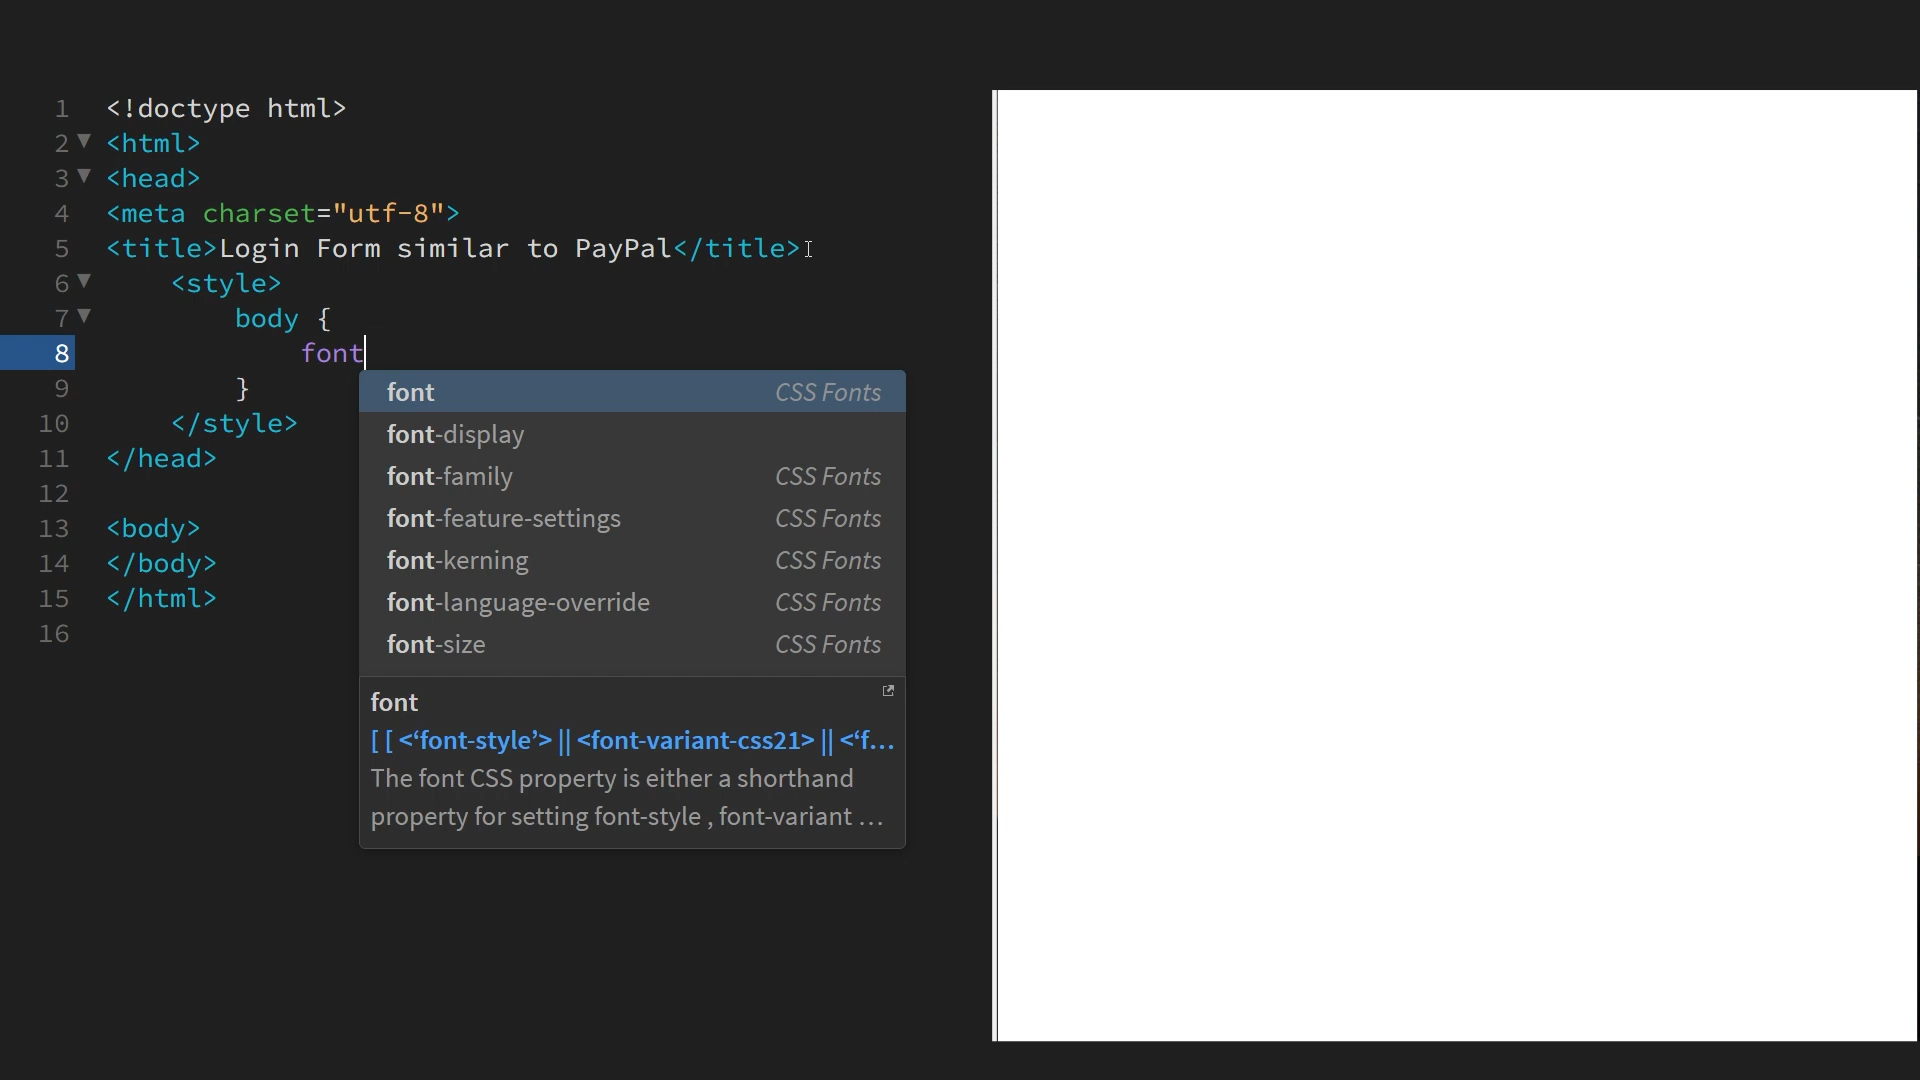 1 <!doctype html>
2 <html>
3 <head>
4 <meta charset="utf-8">
5 <title>Login Form similar to PayPal</title>
6 <style>
7 body {
8 font
9 }
10 </style>
11 </head>
12
13 <body>
14 </body>
15 </html>
16
font CSS Fonts
font-display
font-family CSS Fonts
font-feature-settings CSS Fonts
font-kerning CSS Fonts
font-language-override CSS Fonts
font-size CSS Fonts
font
[ [ <‘font-style’> || <font-variant-css21> || <‘f...
The font CSS property is either a shorthand
property for setting font-style , font-variant ...